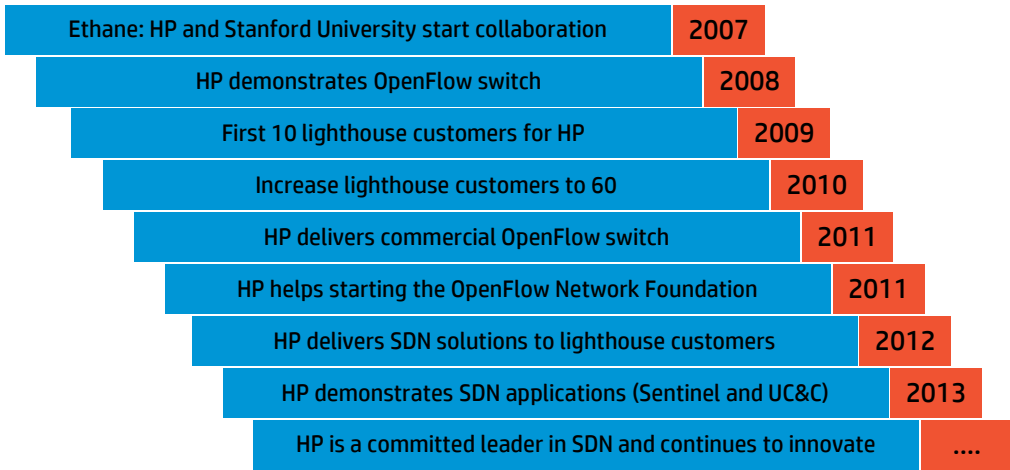 Ethane: HP and Stanford University start collaboration 2007
HP demonstrates OpenFlow switch 2008
First 10 lighthouse customers for HP 2009
Increase lighthouse customers to 60 2010
HP delivers commercial OpenFlow switch 2011
HP helps starting the OpenFlow Network Foundation 2011
HP delivers SDN solutions to lighthouse customers 2012
HP demonstrates SDN applications (Sentinel and UC&C) 2013
HP is a committed leader in SDN and continues to innovate ....